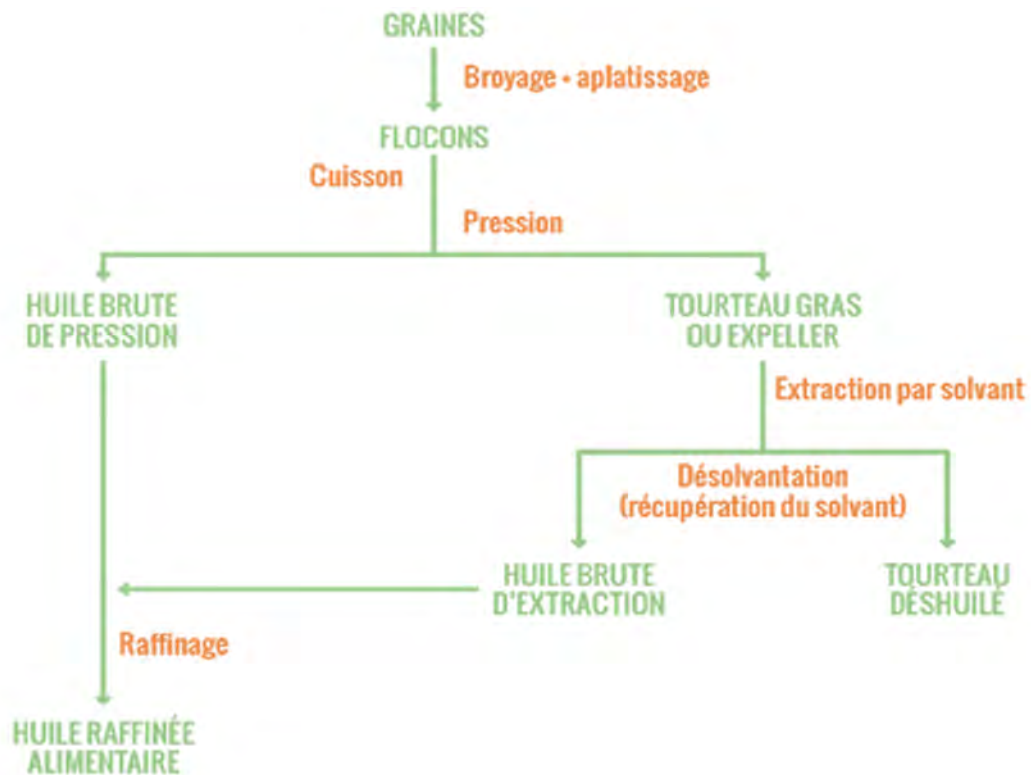 GRAINES
Broyage • aplatissage
FLOCONS
Cuisson
Pression
HUILE BRUTE
DE PRESSION
TOURTEAU GRAS
OU EXPELLER
Extraction par solvant
Désolvantation
(récupération du solvant)
HUILE BRUTE
D'EXTRACTION
TOURTEAU
DÉSHUILÉ
Raffinage
HUILE RAFFINÉE
ALIMENTAIRE